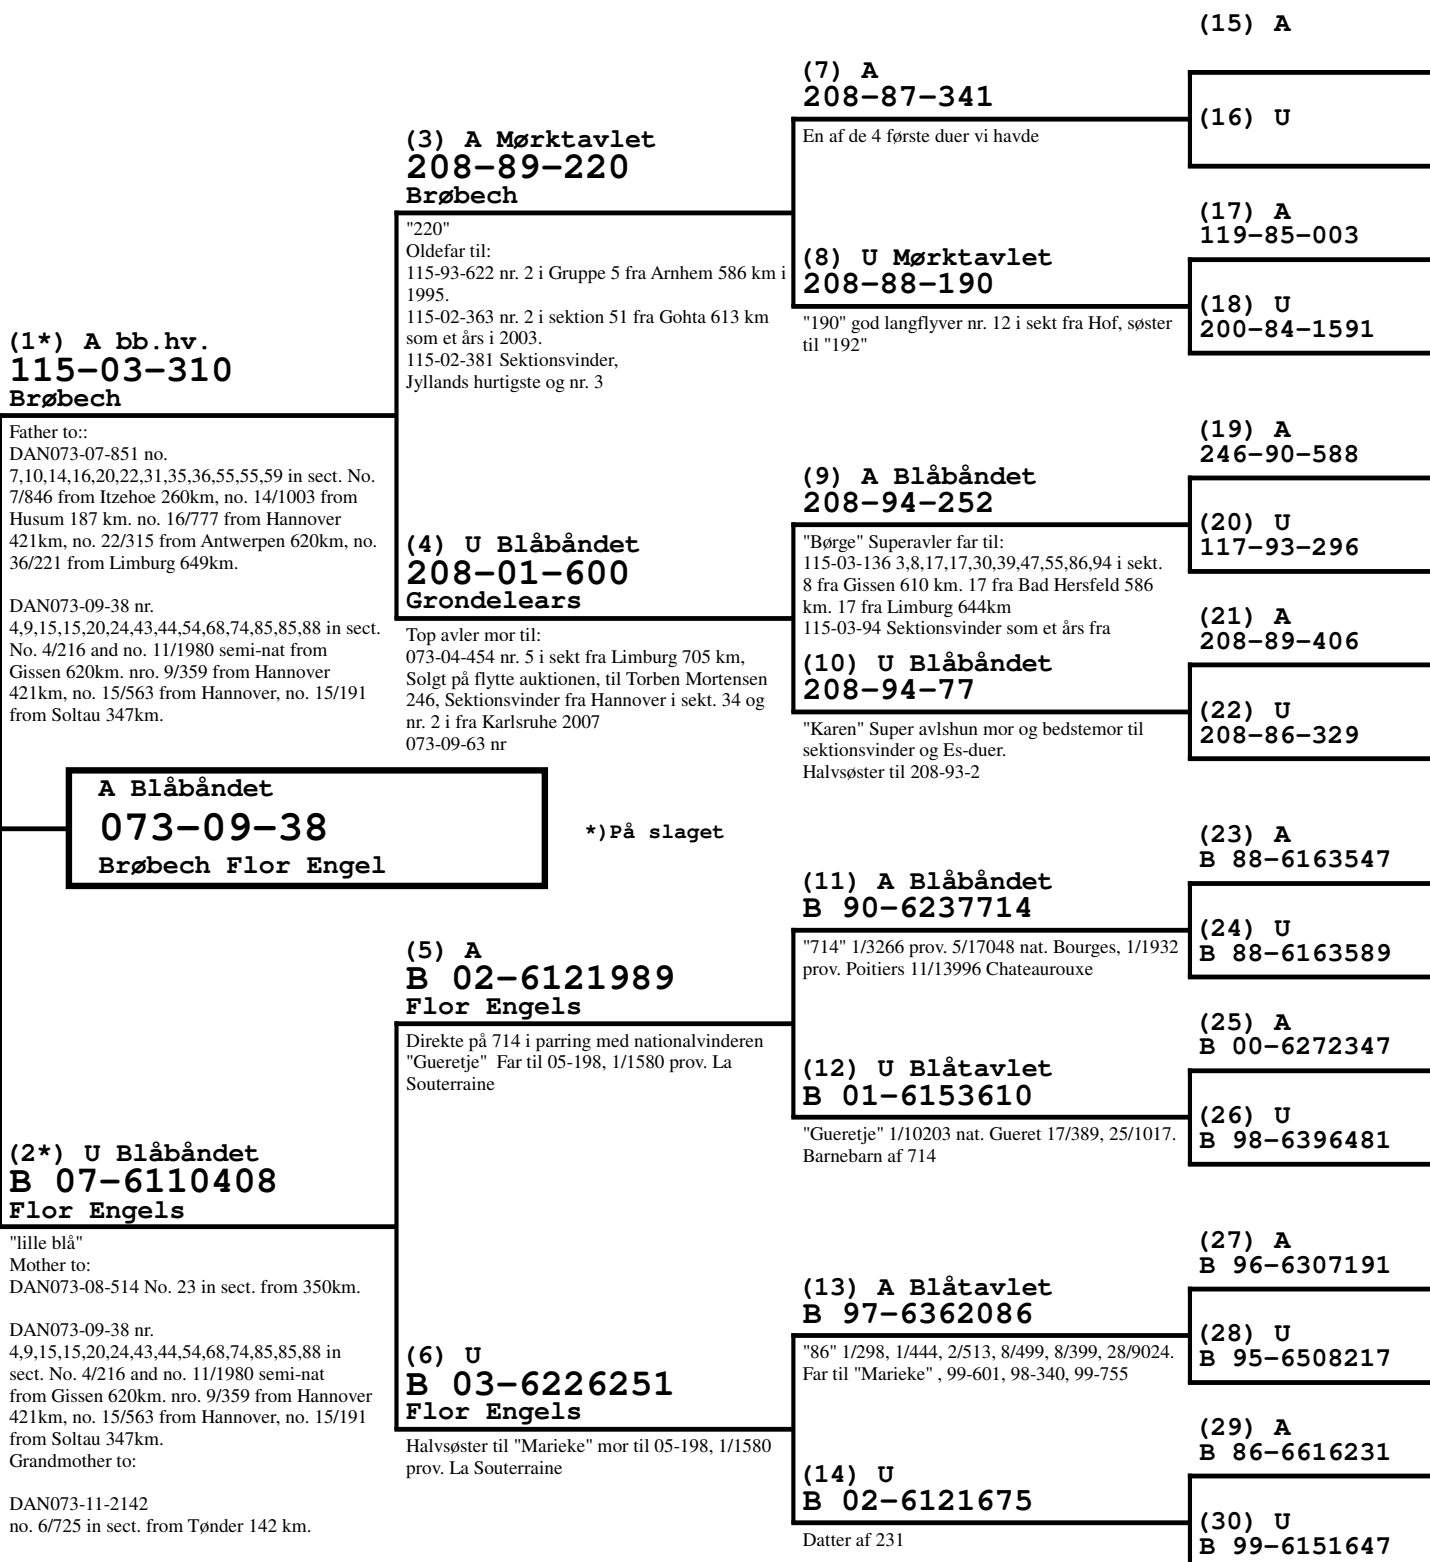 (1*) A bb.hv.
115-03-310
Brøbech
Father to::
DAN073-07-851 no.
7,10,14,16,20,22,31,35,36,55,55,59 in sect. No.
7/846 from Itzehoe 260km, no. 14/1003 from
Husum 187 km. no. 16/777 from Hannover
421km, no. 22/315 from Antwerpen 620km, no.
36/221 from Limburg 649km.
DAN073-09-38 nr.
4,9,15,15,20,24,43,44,54,68,74,85,85,88 in sect.
No. 4/216 and no. 11/1980 semi-nat from
Gissen 620km. nro. 9/359 from Hannover
421km, no. 15/563 from Hannover, no. 15/191
from Soltau 347km.
A Blåbåndet
073-09-38
Brøbech Flor Engel
*)På slaget
(2*) U Blåbåndet
B 07-6110408
Flor Engels
"lille blå"
Mother to:
DAN073-08-514 No. 23 in sect. from 350km.
DAN073-09-38 nr.
4,9,15,15,20,24,43,44,54,68,74,85,85,88 in
sect. No. 4/216 and no. 11/1980 semi-nat
from Gissen 620km. nro. 9/359 from Hannover
421km, no. 15/563 from Hannover, no. 15/191
from Soltau 347km.
Grandmother to:
DAN073-11-2142
no. 6/725 in sect. from Tønder 142 km.
(3) A Mørktavlet
208-89-220
Brøbech
"220"
Oldefar til:
115-93-622 nr. 2 i Gruppe 5 fra Arnhem 586 km i
1995.
115-02-363 nr. 2 i sektion 51 fra Gohta 613 km
som et års i 2003.
115-02-381 Sektionsvinder,
Jyllands hurtigste og nr. 3
(4) U Blåbåndet
208-01-600
Grondelears
Top avler mor til:
073-04-454 nr. 5 i sekt fra Limburg 705 km,
Solgt på flytte auktionen, til Torben Mortensen
246, Sektionsvinder fra Hannover i sekt. 34 og
nr. 2 i fra Karlsruhe 2007
073-09-63 nr
(5) A
B 02-6121989
Flor Engels
Direkte på 714 i parring med nationalvinderen
"Gueretje"  Far til 05-198, 1/1580 prov. La
Souterraine
(6) U
B 03-6226251
Flor Engels
Halvsøster til "Marieke" mor til 05-198, 1/1580
prov. La Souterraine
(7) A
208-87-341
En af de 4 første duer vi havde
(8) U Mørktavlet
208-88-190
"190" god langflyver nr. 12 i sekt fra Hof, søster
til "192"
(9) A Blåbåndet
208-94-252
"Børge" Superavler far til:
115-03-136 3,8,17,17,30,39,47,55,86,94 i sekt.
8 fra Gissen 610 km. 17 fra Bad Hersfeld 586
km. 17 fra Limburg 644km
115-03-94 Sektionsvinder som et års fra
(10) U Blåbåndet
208-94-77
"Karen" Super avlshun mor og bedstemor til
sektionsvinder og Es-duer.
Halvsøster til 208-93-2
(11) A Blåbåndet
B 90-6237714
"714" 1/3266 prov. 5/17048 nat. Bourges, 1/1932
prov. Poitiers 11/13996 Chateaurouxe
(12) U Blåtavlet
B 01-6153610
"Gueretje" 1/10203 nat. Gueret 17/389, 25/1017.
Barnebarn af 714
(13) A Blåtavlet
B 97-6362086
"86" 1/298, 1/444, 2/513, 8/499, 8/399, 28/9024.
Far til "Marieke" , 99-601, 98-340, 99-755
(14) U
B 02-6121675
Datter af 231
(15) A
(16) U
(17) A
119-85-003
(18) U
200-84-1591
(19) A
246-90-588
(20) U
117-93-296
(21) A
208-89-406
(22) U
208-86-329
(23) A
B 88-6163547
(24) U
B 88-6163589
(25) A
B 00-6272347
(26) U
B 98-6396481
(27) A
B 96-6307191
(28) U
B 95-6508217
(29) A
B 86-6616231
(30) U
B 99-6151647